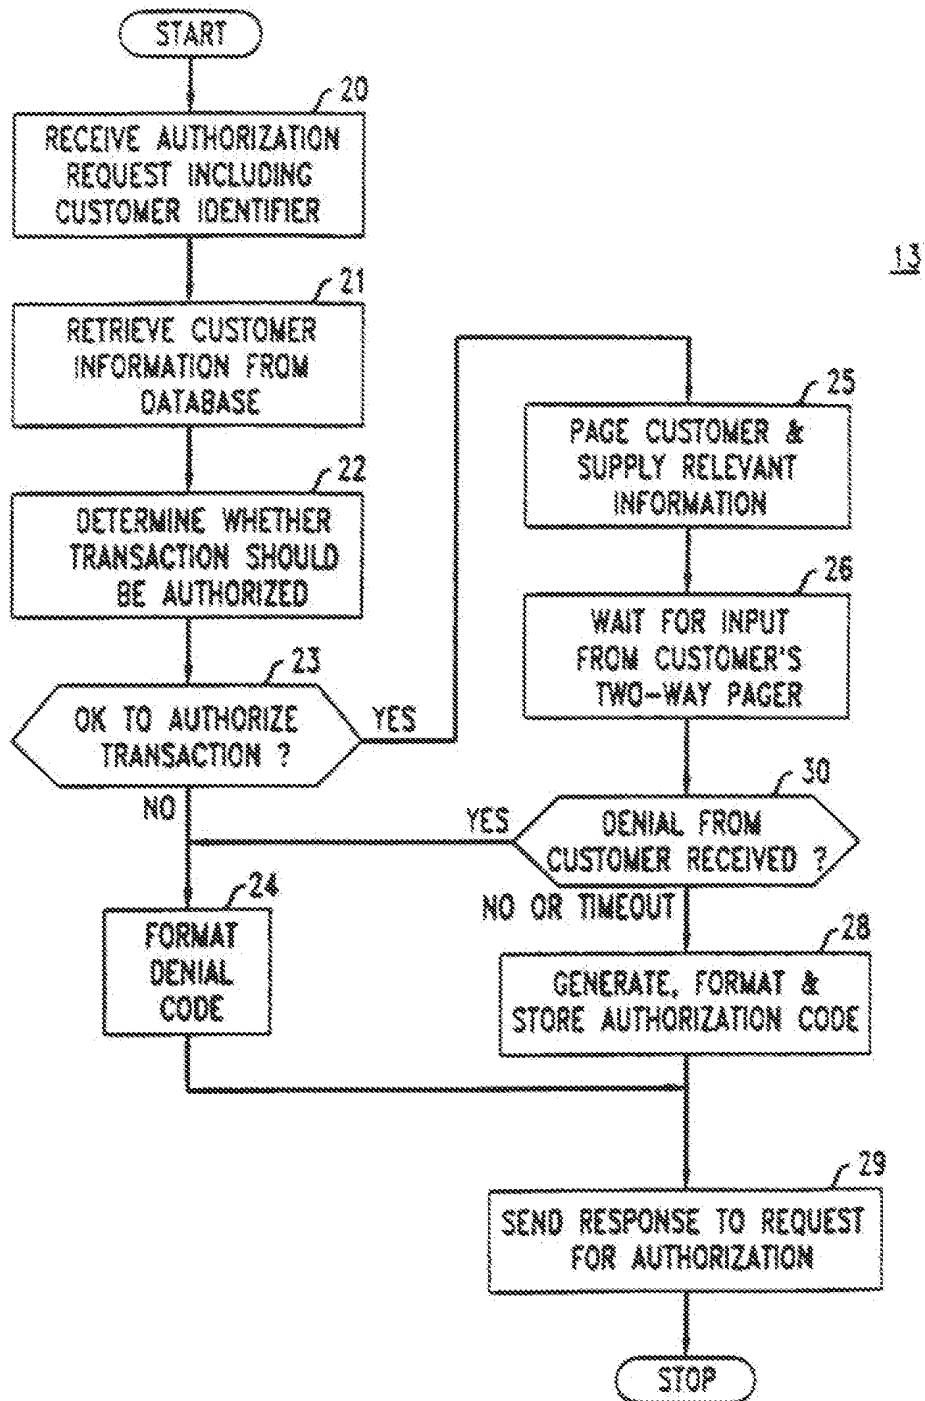 START
20
RECEIVE AUTHORIZATION
REQUEST INCLUDING
CUSTOMER IDENTIFIER
21
RETRIEVE CUSTOMER
INFORMATION FROM
DATABASE
22
DETERMINE WHETHER
TRANSACTION SHOULD
BE AUTHORIZED
23
OK TO AUTHORIZE
TRANSACTION ?
YES
NO
24
FORMAT
DENIAL
CODE
13
25
PAGE CUSTOMER &
SUPPLY RELEVANT
INFORMATION
26
WAIT FOR INPUT
FROM CUSTOMER'S
TWO-WAY PAGER
30
DENIAL FROM
CUSTOMER RECEIVED ?
YES
NO OR TIMEOUT
28
GENERATE, FORMAT &
STORE AUTHORIZATION CODE
29
SEND RESPONSE TO REQUEST
FOR AUTHORIZATION
STOP